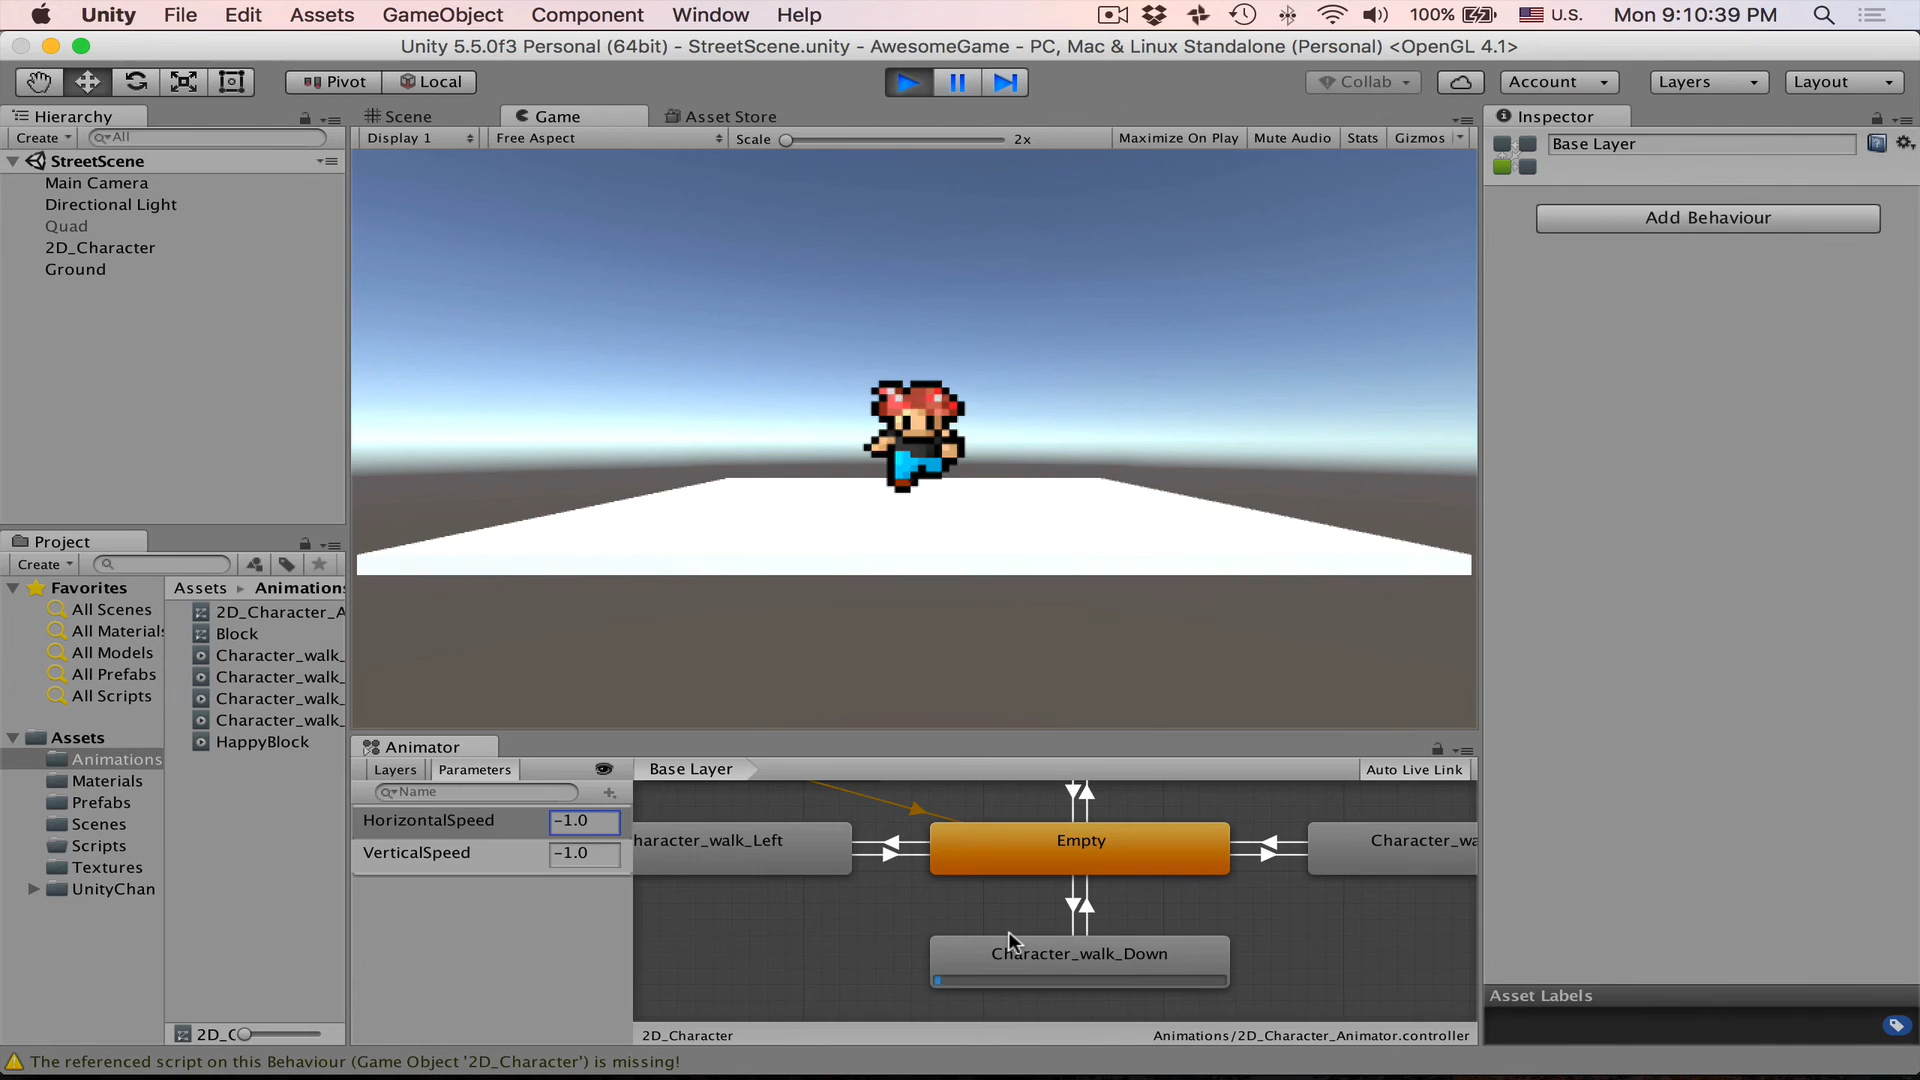 Unity File Edit Assets GameObject Component Window Help 100% U.S. Mon 9:10:39 PM
Unity 5.5.0f3 Personal (64bit) - StreetScene.unity - AwesomeGame - PC, Mac & Linux Standalone (Personal) <OpenGL 4.1>
Pivot Local Collab Account Layers Layout
Hierarchy
Create All
StreetScene
Main Camera
Directional Light
Quad
2D_Character
Ground
Scene Game Asset Store
Display 1 Free Aspect Scale 2x Maximize On Play Mute Audio Stats Gizmos
Inspector
Base Layer
Add Behaviour
Project
Create
Favorites
All Scenes
All Materials
All Models
All Prefabs
All Scripts
Assets
Animations
Materials
Prefabs
Scenes
Scripts
Textures
UnityChan
Assets Animations
2D_Character_A
Block
Character_walk_
Character_walk_
Character_walk_
Character_walk_
HappyBlock
2D_C
Animator
Layers Parameters Base Layer Auto Live Link
Name
HorizontalSpeed -1.0
VerticalSpeed -1.0
haracter_walk_Left Empty Character_wa
Character_walk_Down
2D_Character Animations/2D_Character_Animator.controller
Asset Labels
The referenced script on this Behaviour (Game Object '2D_Character') is missing!